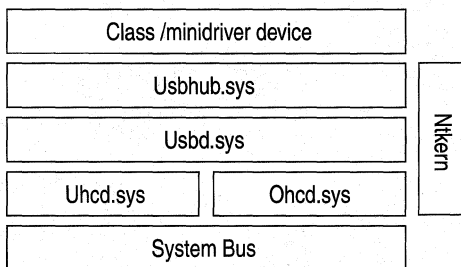 Class /minidriver device
Usbhub.sys
Usbd.sys
Ntkern
Uhcd.sys
Ohcd.sys
System Bus